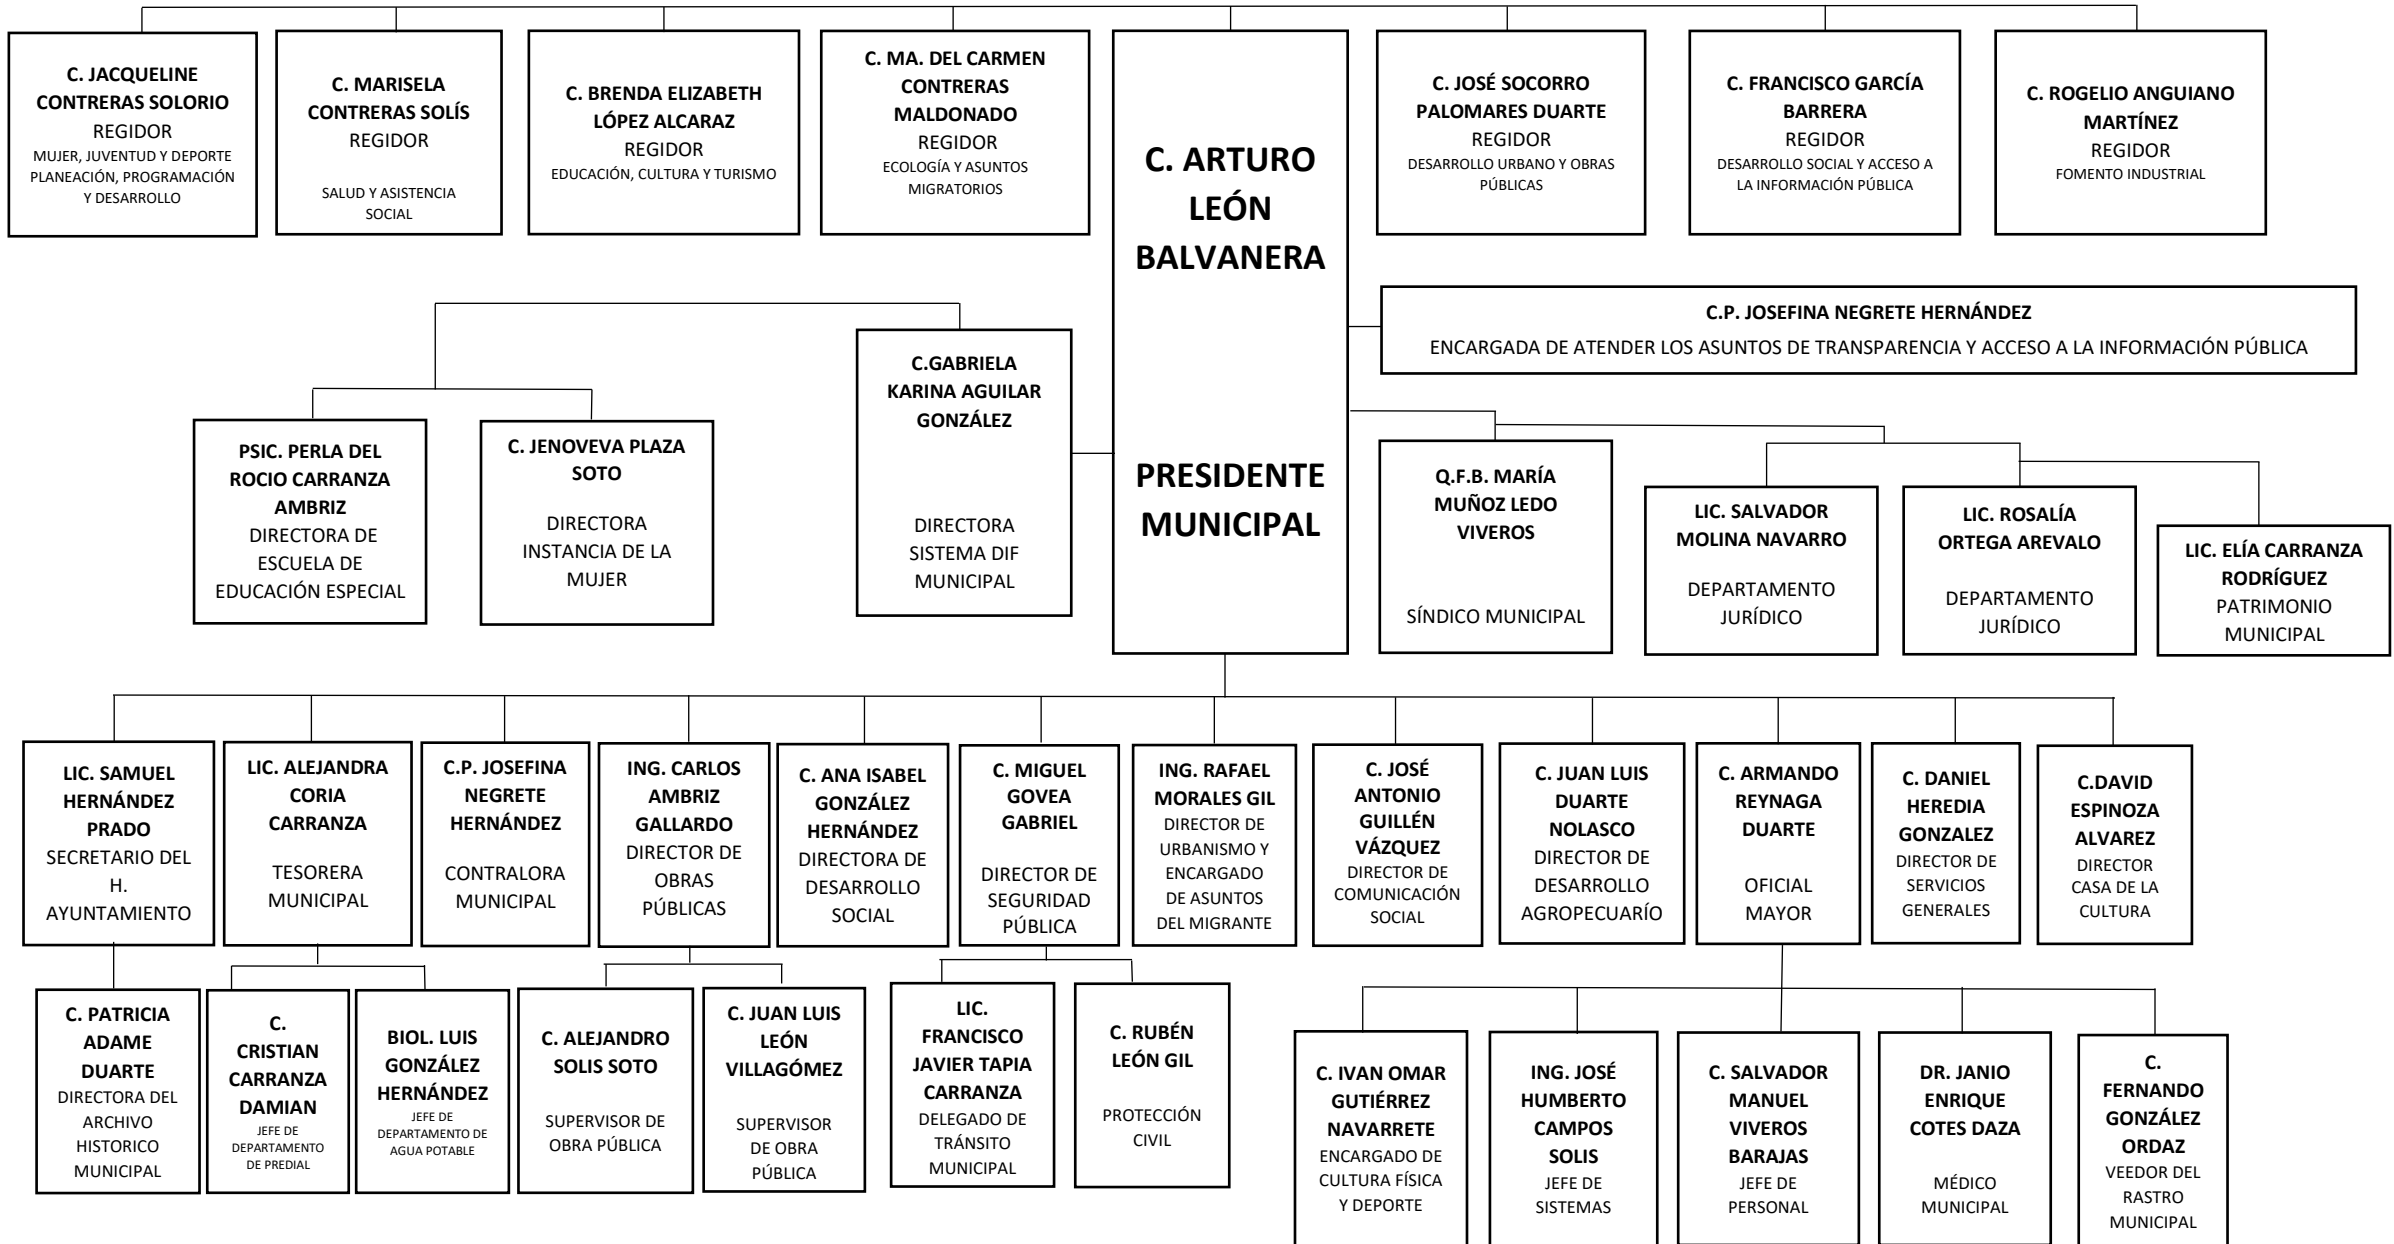 C. JACQUELINE
CONTRERAS SOLORIO
REGIDOR
MUJER, JUVENTUD Y DEPORTE
PLANEACIÓN, PROGRAMACIÓN
Y DESARROLLO
C. MARISELA
CONTRERAS SOLÍS
REGIDOR
SALUD Y ASISTENCIA
SOCIAL
C. BRENDA ELIZABETH
LÓPEZ ALCARAZ
REGIDOR
EDUCACIÓN, CULTURA Y TURISMO
C. MA. DEL CARMEN
CONTRERAS
MALDONADO
REGIDOR
ECOLOGÍA Y ASUNTOS
MIGRATORIOS
C. ARTURO
LEÓN
BALVANERA
PRESIDENTE
MUNICIPAL
C. JOSÉ SOCORRO
PALOMARES DUARTE
REGIDOR
DESARROLLO URBANO Y OBRAS
PÚBLICAS
C. FRANCISCO GARCÍA
BARRERA
REGIDOR
DESARROLLO SOCIAL Y ACCESO A
LA INFORMACIÓN PÚBLICA
C. ROGELIO ANGUIANO
MARTÍNEZ
REGIDOR
FOMENTO INDUSTRIAL
C.P. JOSEFINA NEGRETE HERNÁNDEZ
ENCARGADA DE ATENDER LOS ASUNTOS DE TRANSPARENCIA Y ACCESO A LA INFORMACIÓN PÚBLICA
PSIC. PERLA DEL
ROCIO CARRANZA
AMBRIZ
DIRECTORA DE
ESCUELA DE
EDUCACIÓN ESPECIAL
C. JENOVEVA PLAZA
SOTO
DIRECTORA
INSTANCIA DE LA
MUJER
C.GABRIELA
KARINA AGUILAR
GONZÁLEZ
DIRECTORA
SISTEMA DIF
MUNICIPAL
Q.F.B. MARÍA
MUÑOZ LEDO
VIVEROS
SÍNDICO MUNICIPAL
LIC. SALVADOR
MOLINA NAVARRO
DEPARTAMENTO
JURÍDICO
LIC. ROSALÍA
ORTEGA AREVALO
DEPARTAMENTO
JURÍDICO
LIC. ELÍA CARRANZA
RODRÍGUEZ
PATRIMONIO
MUNICIPAL
LIC. SAMUEL
HERNÁNDEZ
PRADO
SECRETARIO DEL
H.
AYUNTAMIENTO
LIC. ALEJANDRA
CORIA
CARRANZA
TESORERA
MUNICIPAL
C.P. JOSEFINA
NEGRETE
HERNÁNDEZ
CONTRALORA
MUNICIPAL
ING. CARLOS
AMBRIZ
GALLARDO
DIRECTOR DE
OBRAS
PÚBLICAS
C. ANA ISABEL
GONZÁLEZ
HERNÁNDEZ
DIRECTORA DE
DESARROLLO
SOCIAL
C. MIGUEL
GOVEA
GABRIEL
DIRECTOR DE
SEGURIDAD
PÚBLICA
ING. RAFAEL
MORALES GIL
DIRECTOR DE
URBANISMO Y
ENCARGADO
DE ASUNTOS
DEL MIGRANTE
C. JOSÉ
ANTONIO
GUILLÉN
VÁZQUEZ
DIRECTOR DE
COMUNICACIÓN
SOCIAL
C. JUAN LUIS
DUARTE
NOLASCO
DIRECTOR DE
DESARROLLO
AGROPECUARÍO
C. ARMANDO
REYNAGA
DUARTE
OFICIAL
MAYOR
C. DANIEL
HEREDIA
GONZALEZ
DIRECTOR DE
SERVICIOS
GENERALES
C.DAVID
ESPINOZA
ALVAREZ
DIRECTOR
CASA DE LA
CULTURA
C. PATRICIA
ADAME
DUARTE
DIRECTORA DEL
ARCHIVO
HISTORICO
MUNICIPAL
C.
CRISTIAN
CARRANZA
DAMIAN
JEFE DE
DEPARTAMENTO
DE PREDIAL
BIOL. LUIS
GONZÁLEZ
HERNÁNDEZ
JEFE DE
DEPARTAMENTO DE
AGUA POTABLE
C. ALEJANDRO
SOLIS SOTO
SUPERVISOR DE
OBRA PÚBLICA
C. JUAN LUIS
LEÓN
VILLAGÓMEZ
SUPERVISOR
DE OBRA
PÚBLICA
LIC.
FRANCISCO
JAVIER TAPIA
CARRANZA
DELEGADO DE
TRÁNSITO
MUNICIPAL
C. RUBÉN
LEÓN GIL
PROTECCIÓN
CIVIL
C. IVAN OMAR
GUTIÉRREZ
NAVARRETE
ENCARGADO DE
CULTURA FÍSICA
Y DEPORTE
ING. JOSÉ
HUMBERTO
CAMPOS
SOLIS
JEFE DE
SISTEMAS
C. SALVADOR
MANUEL
VIVEROS
BARAJAS
JEFE DE
PERSONAL
DR. JANIO
ENRIQUE
COTES DAZA
MÉDICO
MUNICIPAL
C.
FERNANDO
GONZÁLEZ
ORDAZ
VEEDOR DEL
RASTRO
MUNICIPAL